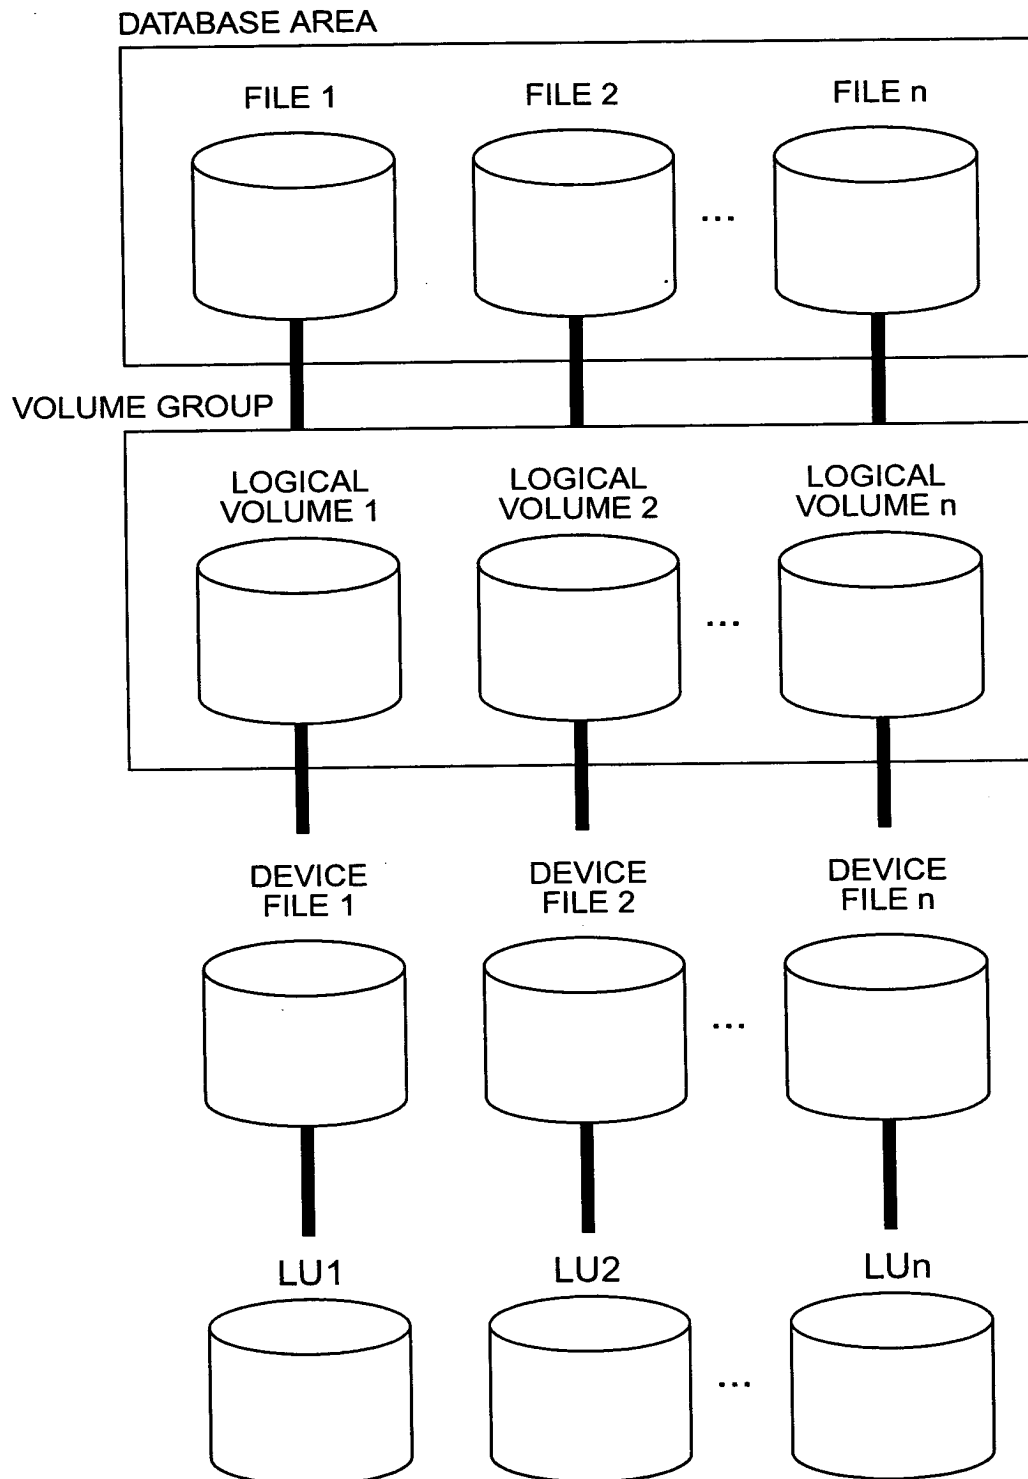 DATABASE AREA
FILE 1
FILE 2
FILE n
...
VOLUME GROUP
LOGICAL
VOLUME 1
LOGICAL
VOLUME 2
LOGICAL
VOLUME n
...
DEVICE
FILE 1
DEVICE
FILE 2
DEVICE
FILE n
...
LU1
LU2
LUn
...